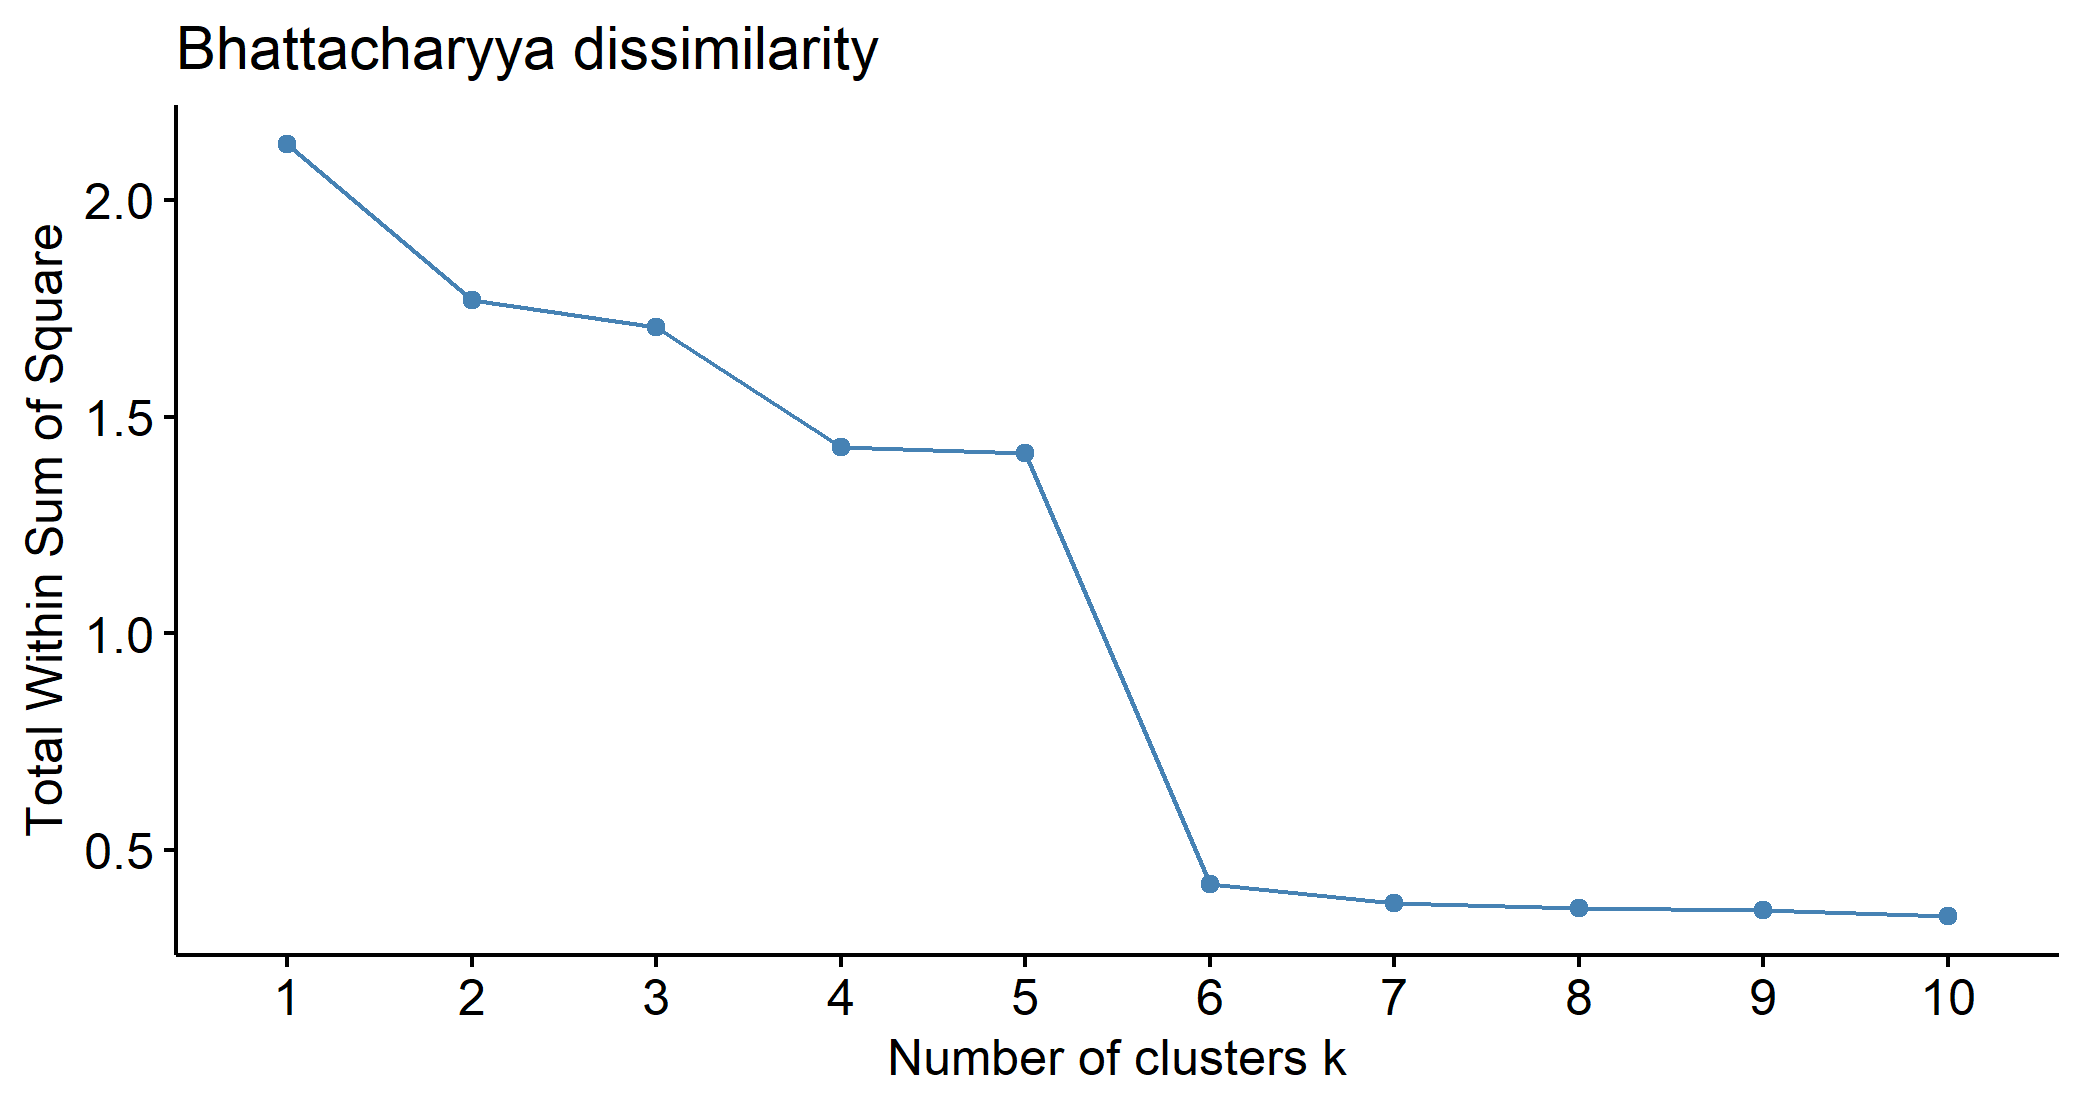 Bhattacharyya dissimilarity
Total Within Sum of Square
2.0
1.5
1.0
0.5
1 2 3 4 5 6 7 8 9 10
Number of clusters k